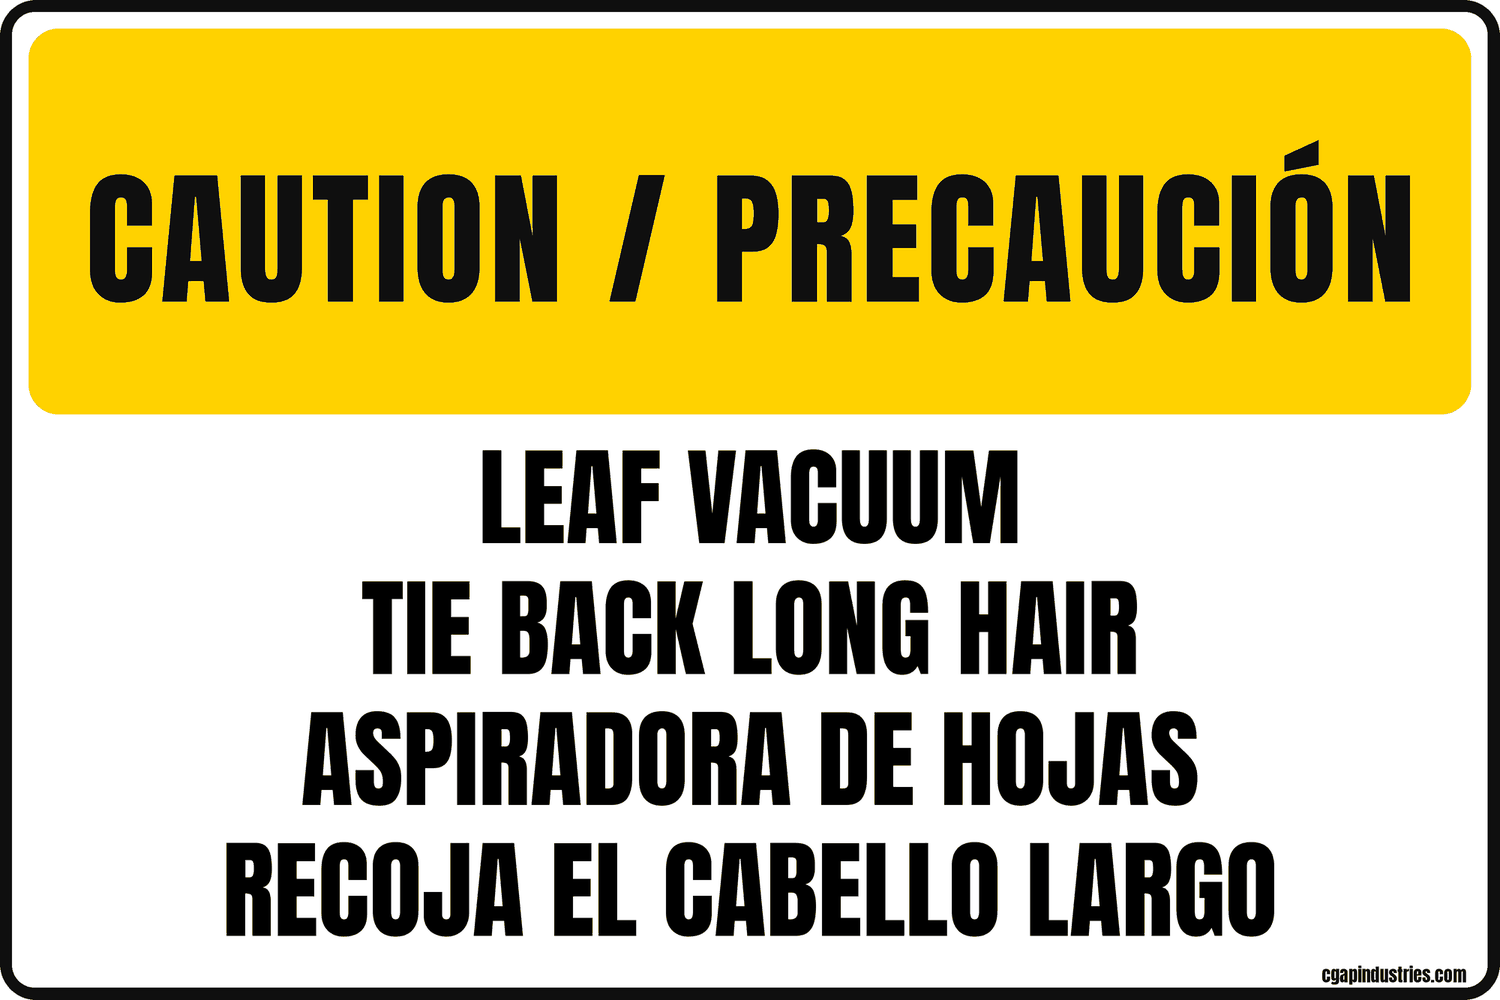 CAUTION / PRECAUCIÓN
LEAF VACUUM
TIE BACK LONG HAIR
ASPIRADORA DE HOJAS
RECOJA EL CABELLO LARGO
cgapindustries.com